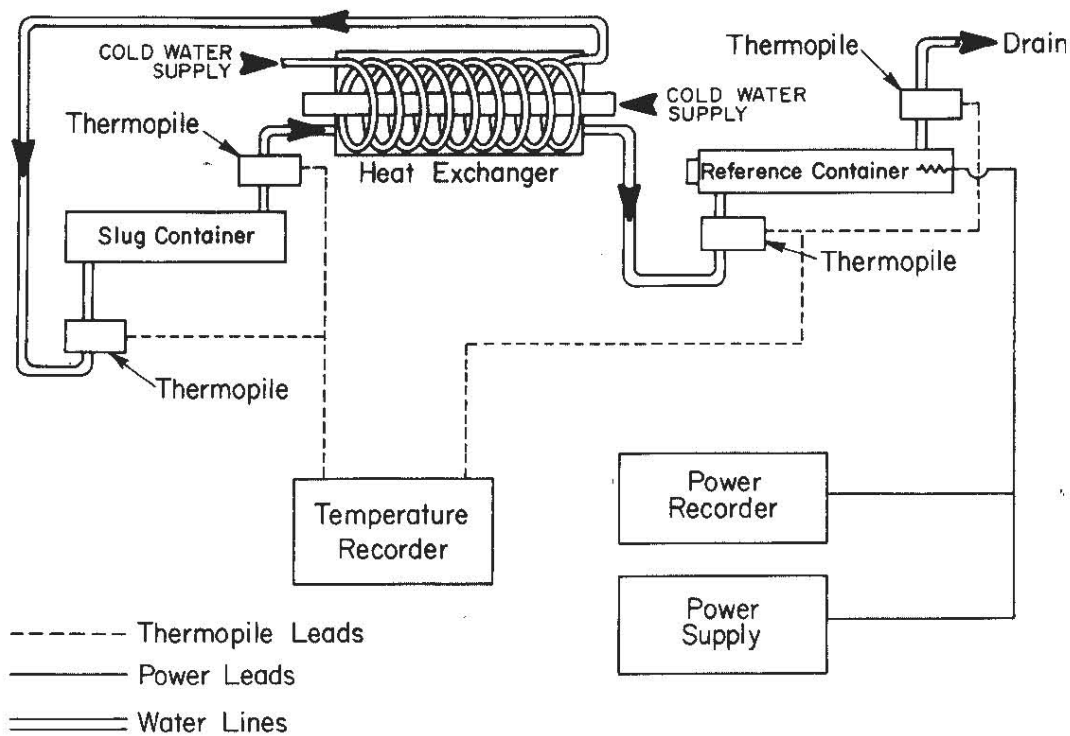 COLD WATER
SUPPLY
Thermopile
Drain
COLD WATER
SUPPLY
Thermopile
Heat Exchanger
Reference Container
Slug Container
Thermopile
Thermopile
Temperature
Recorder
Power
Recorder
Power
Supply
Thermopile Leads
Power Leads
Water Lines